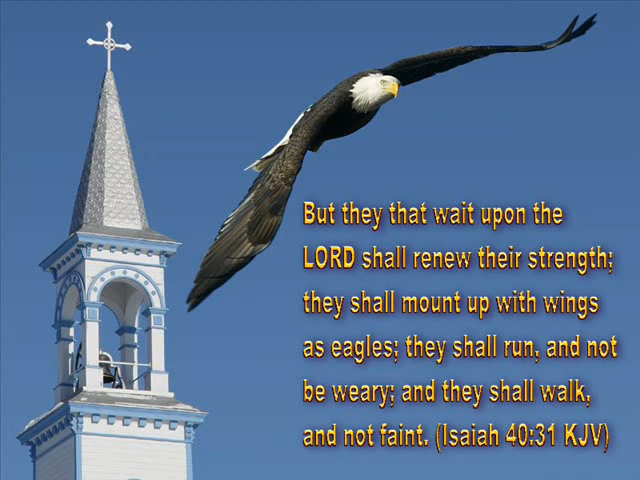 But they that wait upon the
LORD shall renew their strength;
they shall mount up with wings
as eagles; they shall run, and not
be weary; and they shall walk,
and not faint. (Isaiah 40:31 KJV)